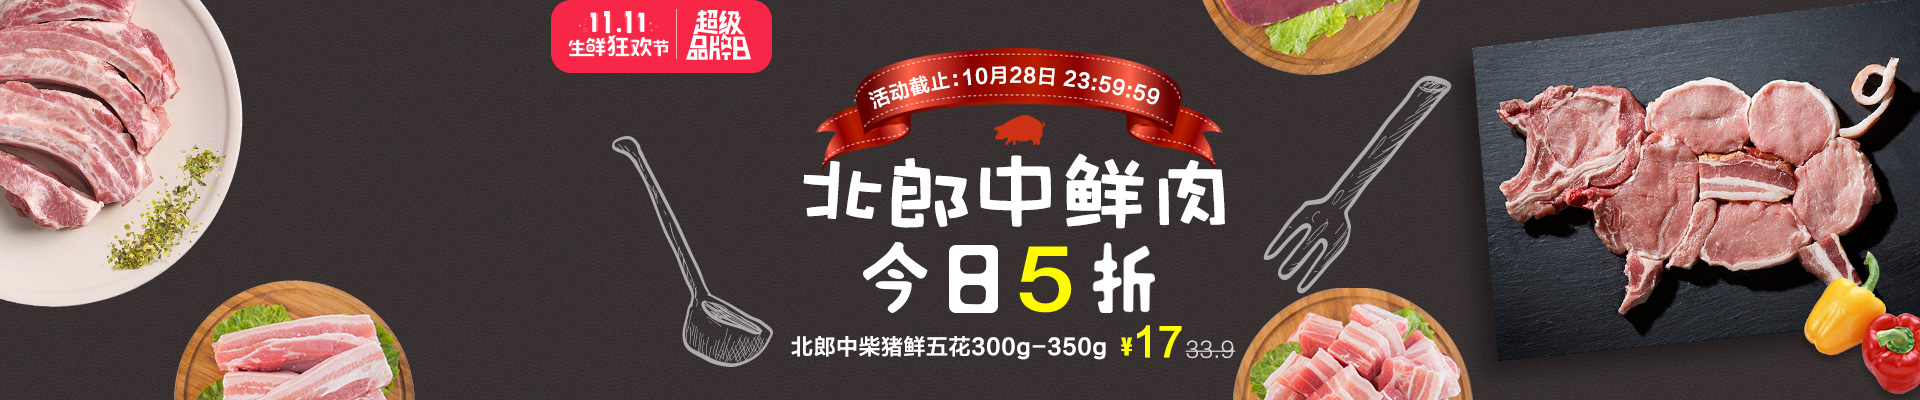 11.11
生鲜狂欢节
超级
品牌日
活动截止:10月28日 23:59:59
北郎中鲜肉
今日5折
北郎中柴猪鲜五花300g-350g ¥17 33.9